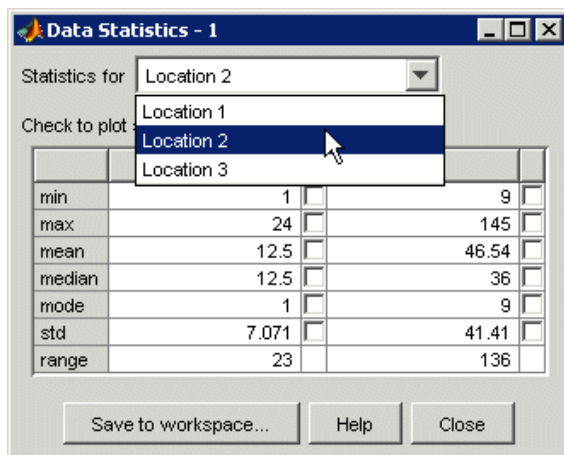 Data Statistics - 1
Statistics for Location 2
Location 1
Check to plot
Location 2
Location 3
min 1 9
max 24 145
mean 12.5 46.54
median 12.5 36
mode 1 9
std 7.071 41.41
range 23 136
Save to workspace... Help Close